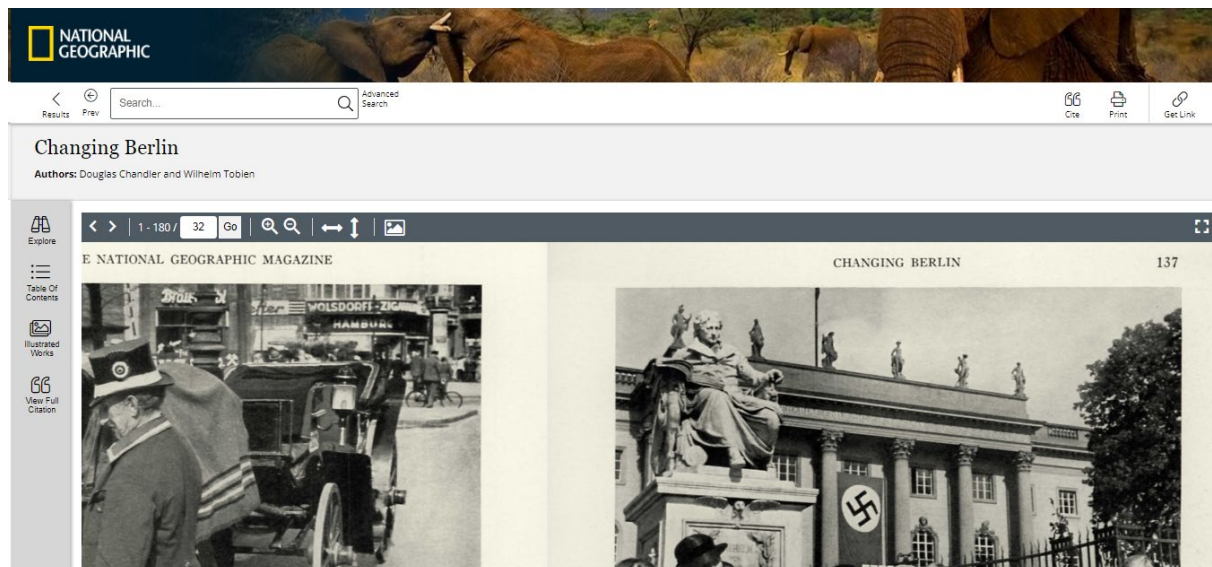 NATIONAL
GEOGRAPHIC
Results
Prev
Search...
Advanced
Search
Cite
Print
Get Link
Changing Berlin
Authors: Douglas Chandler and Wilhelm Tobien
Explore
Table Of
Contents
Illustrated
Works
View Full
Citation
1 - 180 / 32 Go
E NATIONAL GEOGRAPHIC MAGAZINE
WOLSDORFF-ZIGA
HAMBURG
CHANGING BERLIN 137